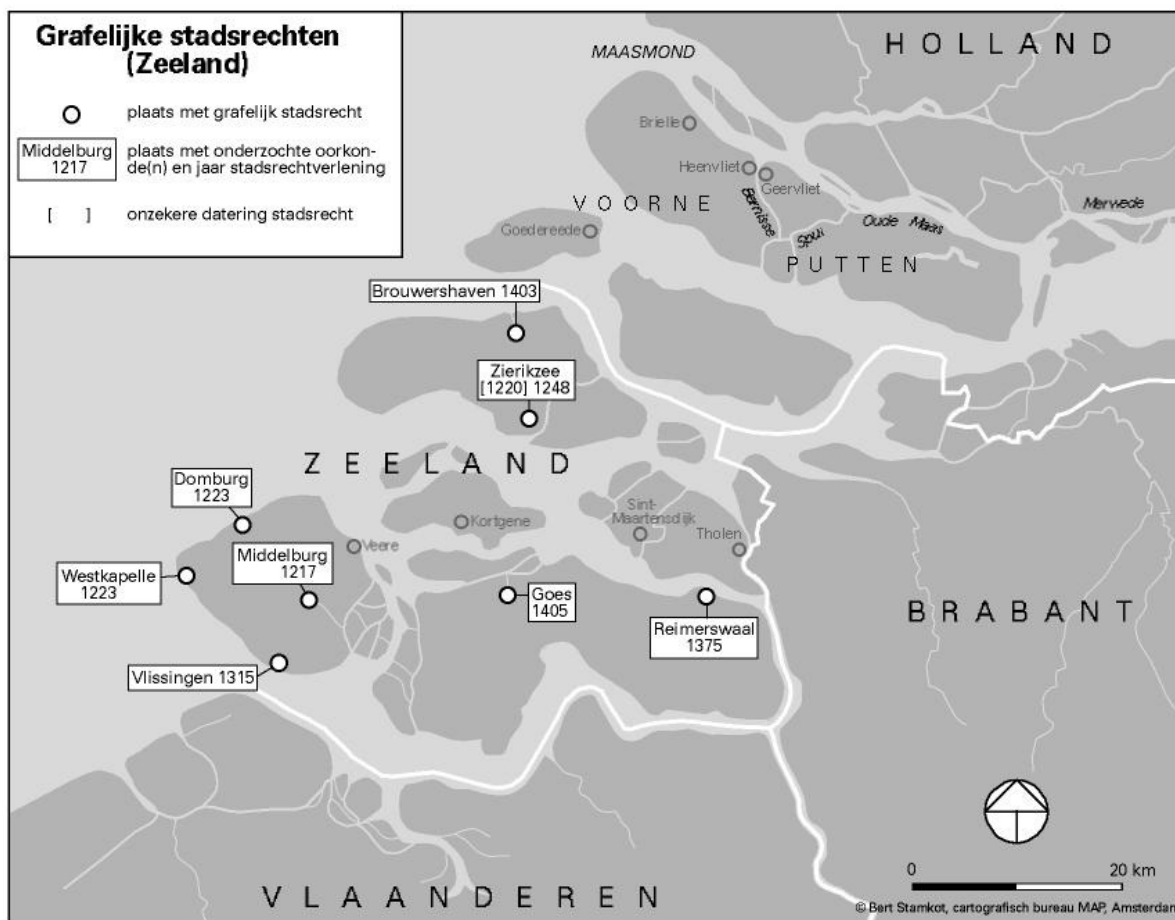 Grafelijke stadsrechten
(Zeeland)
plaats met grafelijk stadsrecht
Middelburg
1217
plaats met onderzochte oorkon-
de(n) en jaar stadsrechtverlening
[ ] onzekere datering stadsrecht
HOLLAND
MAASMOND
Brielle
Heenvliet
Geervliet
VOORNE
Bernisse
Spui
Oude Maas
Merwede
Goedereede
PUTTEN
Brouwershaven 1403
Zierikzee
[1220] 1248
ZEELAND
Domburg
1223
Kortgene
Sint-
Maartensdijk
Tholen
Veere
Middelburg
1217
Westkapelle
1223
Goes
1405
BRABANT
Reimerswaal
1375
Vlissingen 1315
VLAANDEREN
0 20 km
© Bert Stamkot, cartografisch bureau MAP, Amsterdam